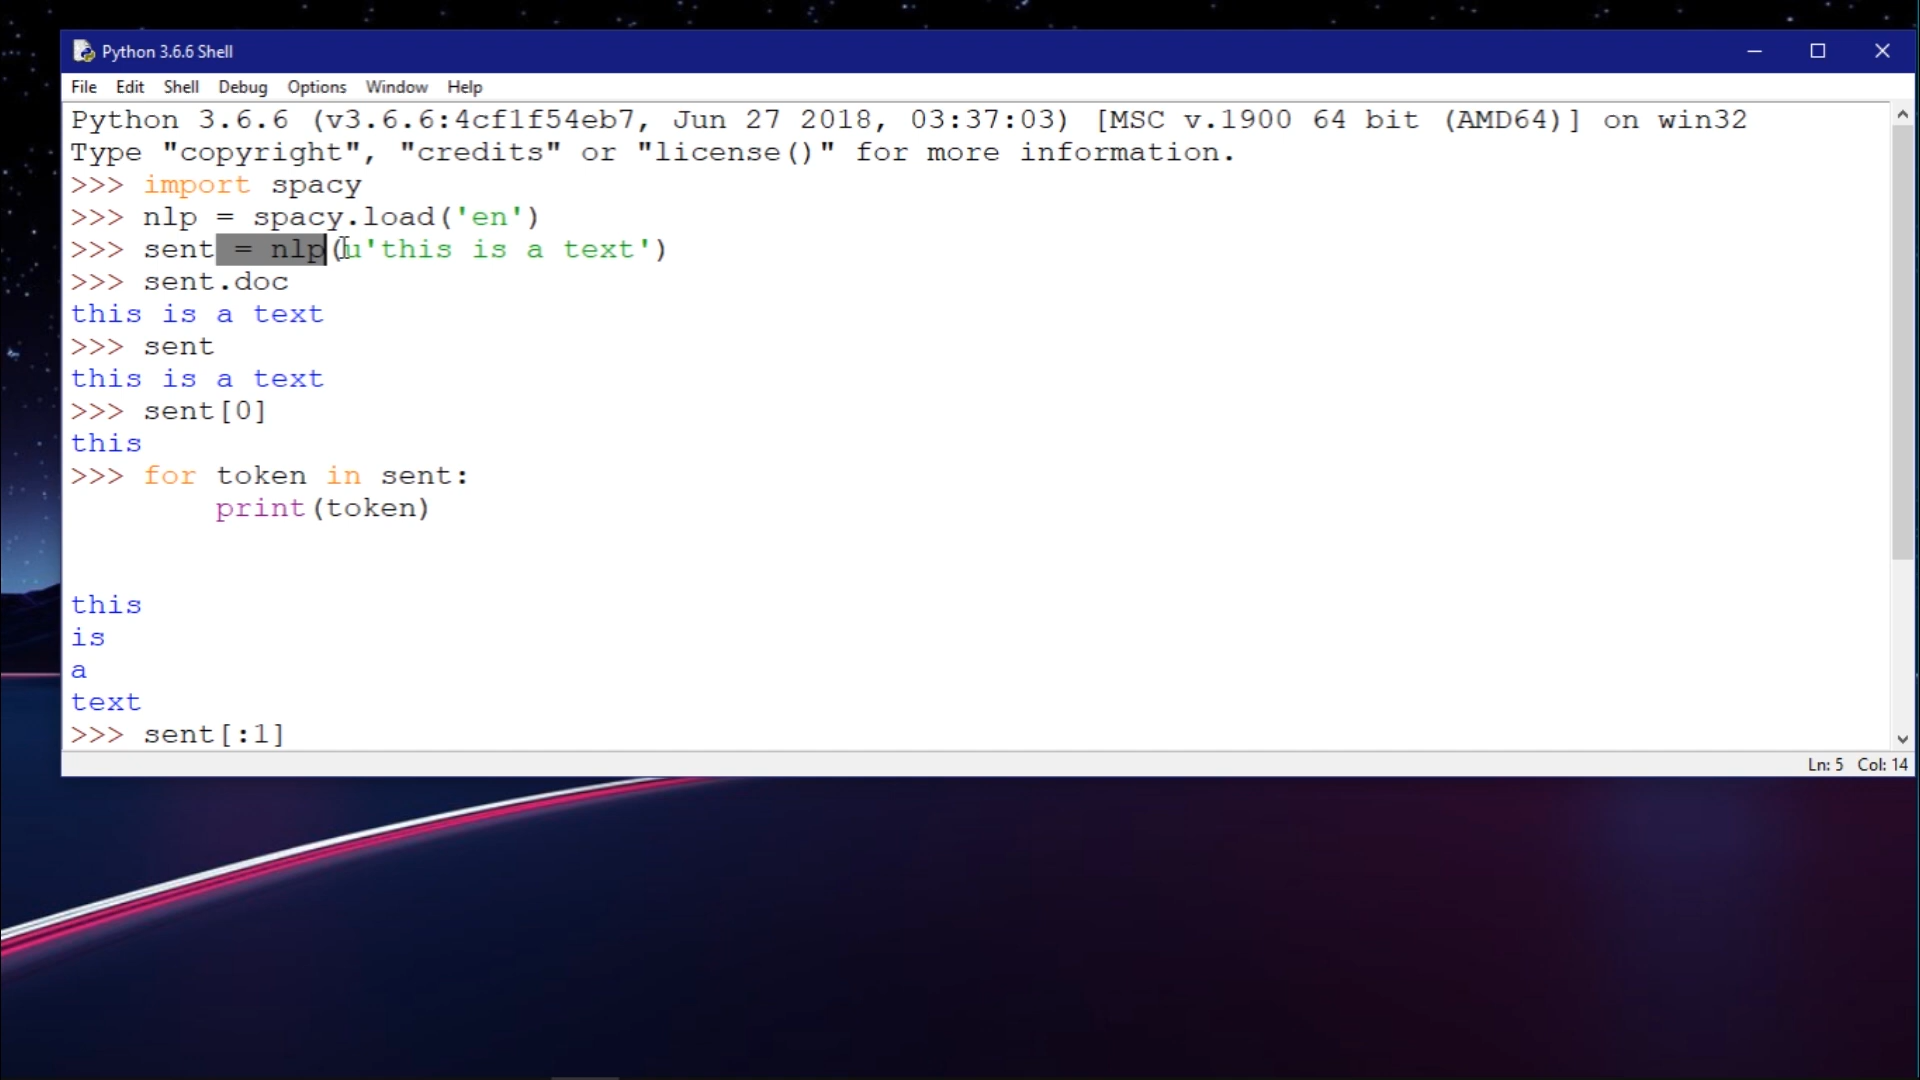 Python 3.6.6 Shell
File Edit Shell Debug Options Window Help
Python 3.6.6 (v3.6.6:4cf1f54eb7, Jun 27 2018, 03:37:03) [MSC v.1900 64 bit (AMD64)] on win32
Type "copyright", "credits" or "license()" for more information.
>>> import spacy
>>> nlp = spacy.load('en')
>>> sent = nlp(u'this is a text')
>>> sent.doc
this is a text
>>> sent
this is a text
>>> sent[0]
this
>>> for token in sent:
        print(token)
this
is
a
text
>>> sent[:1]
Ln: 5 Col: 14